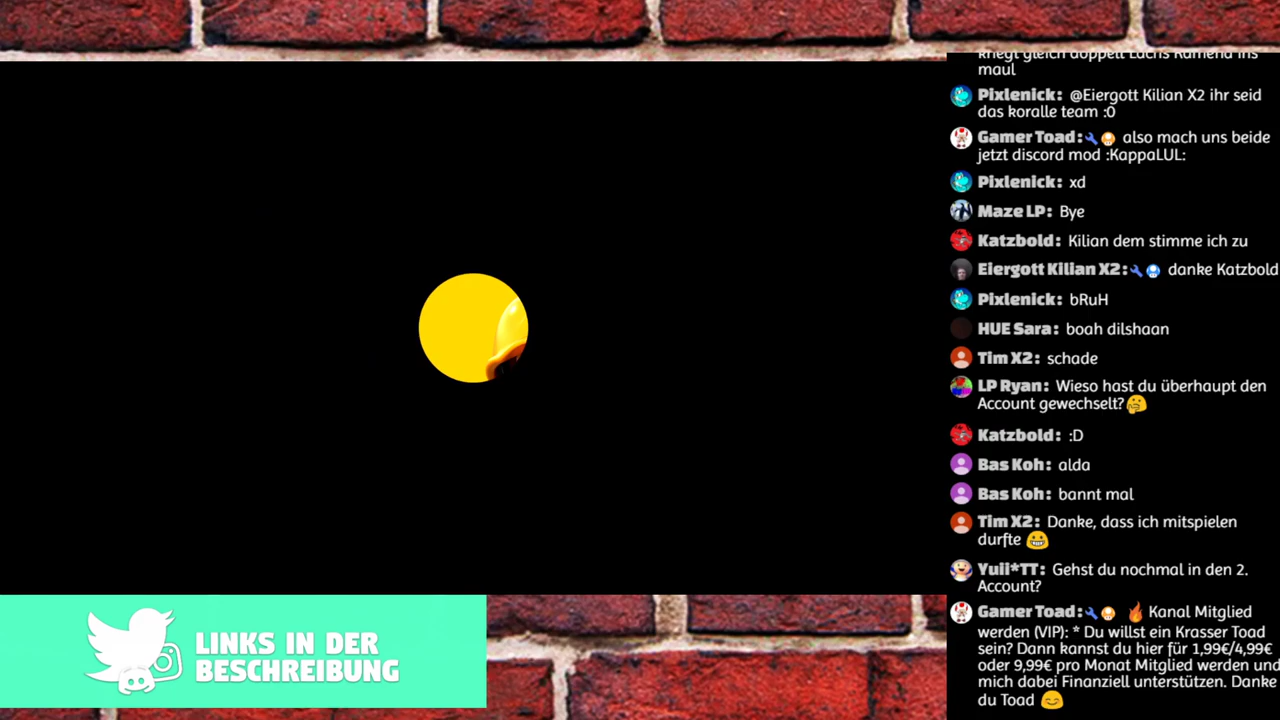 kriegt gleich doppelt Lachs Ramend ins
maul
Pixlenick: @Eiergott Kilian X2 ihr seid
das koralle team :0
Gamer Toad: also mach uns beide
jetzt discord mod :KappaLUL:
Pixlenick: xd
Maze LP: Bye
Katzbold: Kilian dem stimme ich zu
Eiergott Kilian X2: danke Katzbold
Pixlenick: bRuH
HUE Sara: boah dilshaan
Tim X2: schade
LP Ryan: Wieso hast du überhaupt den
Account gewechselt?🤔
Katzbold: :D
Bas Koh: alda
Bas Koh: bannt mal
Tim X2: Danke, dass ich mitspielen
durfte 😀
Yuii*TT: Gehst du nochmal in den 2.
Account?
Gamer Toad: 🔥 Kanal Mitglied
werden (VIP): * Du willst ein Krasser Toad
sein? Dann kannst du hier für 1,99€/4,99€
oder 9,99€ pro Monat Mitglied werden und
mich dabei Finanziell unterstützen. Danke
du Toad 😊
LINKS IN DER
BESCHREIBUNG